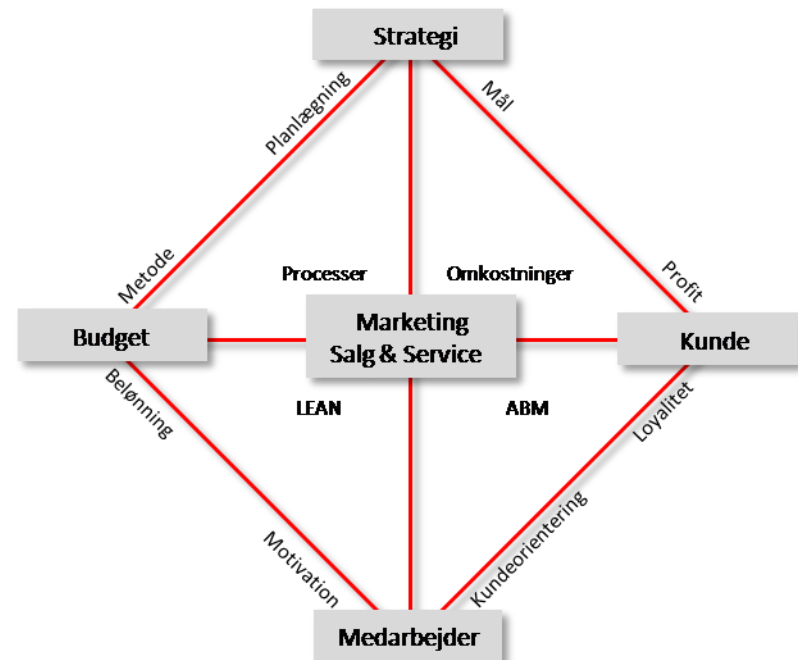 Strategi
Planlægning
Mål
Metode
Processer
Omkostninger
Profit
Budget
Marketing
Salg & Service
Kunde
Belønning
LEAN
ABM
Loyalitet
Motivation
Kundeorientering
Medarbejder